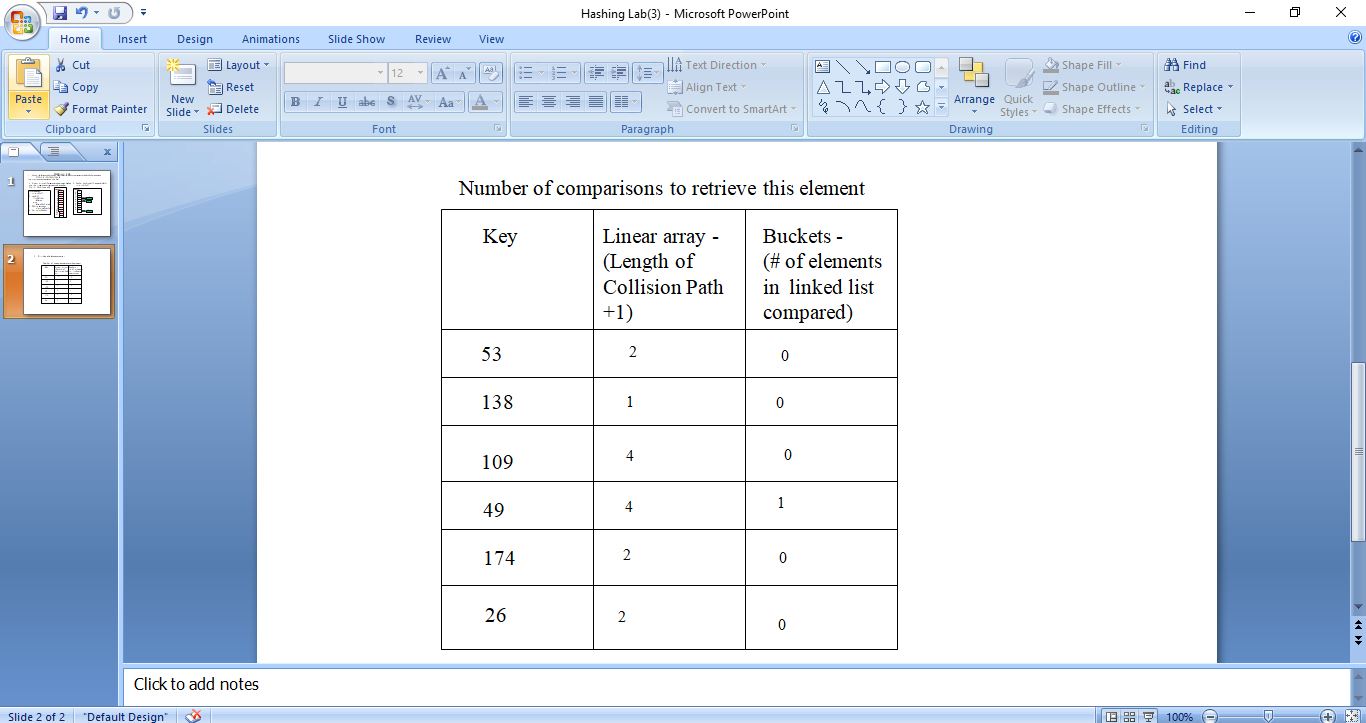 Hashing Lab(3) - Microsoft PowerPoint
Home Insert Design Animations Slide Show Review View
Paste
Cut
Copy
Format Painter
Clipboard
New
Slide
Layout
Reset
Delete
Slides
12
A A Aa
B I U abc S AV Aa A
Font
Text Direction
Align Text
Convert to SmartArt
Paragraph
Arrange
Quick
Styles
Shape Fill
Shape Outline
Shape Effects
Drawing
Find
Replace
Select
Editing
1
2
Number of comparisons to retrieve this element
Key
Linear array -
(Length of
Collision Path
+1)
Buckets -
(# of elements
in linked list
compared)
53 2 0
138 1 0
109 4 0
49 4 1
174 2 0
26 2 0
Click to add notes
Slide 2 of 2 "Default Design" 100%